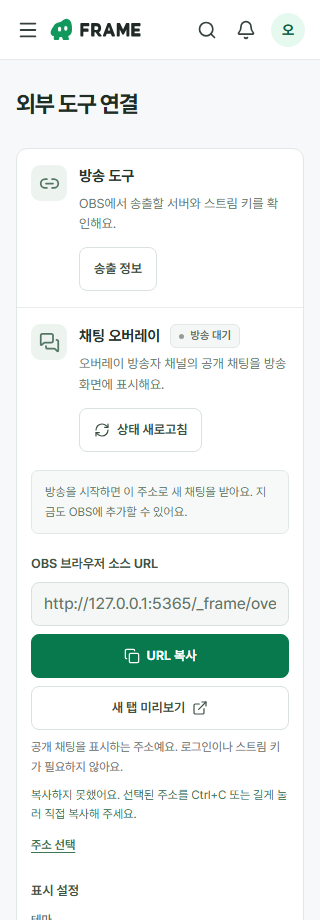 FRAME
오
외부 도구 연결
방송 도구
OBS에서 송출할 서버와 스트림 키를 확
인해요.
송출 정보
채팅 오버레이
방송 대기
오버레이 방송자 채널의 공개 채팅을 방송
화면에 표시해요.
상태 새로고침
방송을 시작하면 이 주소로 새 채팅을 받아요. 지
금도 OBS에 추가할 수 있어요.
OBS 브라우저 소스 URL
http://127.0.0.1:5365/_frame/ove
URL 복사
새 탭 미리보기
공개 채팅을 표시하는 주소예요. 로그인이나 스트림 키
가 필요하지 않아요.
복사하지 못했어요. 선택된 주소를 Ctrl+C 또는 길게 눌
러 직접 복사해 주세요.
주소 선택
표시 설정